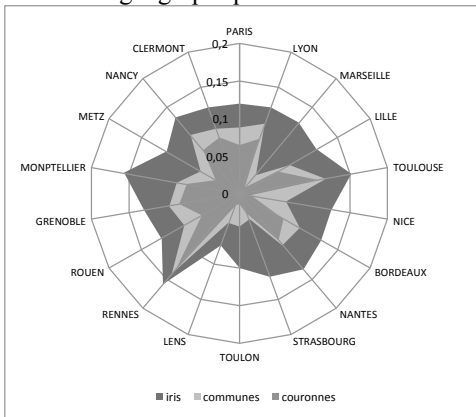 PARIS
0,2
CLERMONT
LYON
NANCY
0,15
MARSEILLE
METZ
0,1
LILLE
0,05
MONPTELLIER
TOULOUSE
0
GRENOBLE
NICE
ROUEN
BORDEAUX
RENNES
NANTES
LENS
STRASBOURG
TOULON
iris communes couronnes